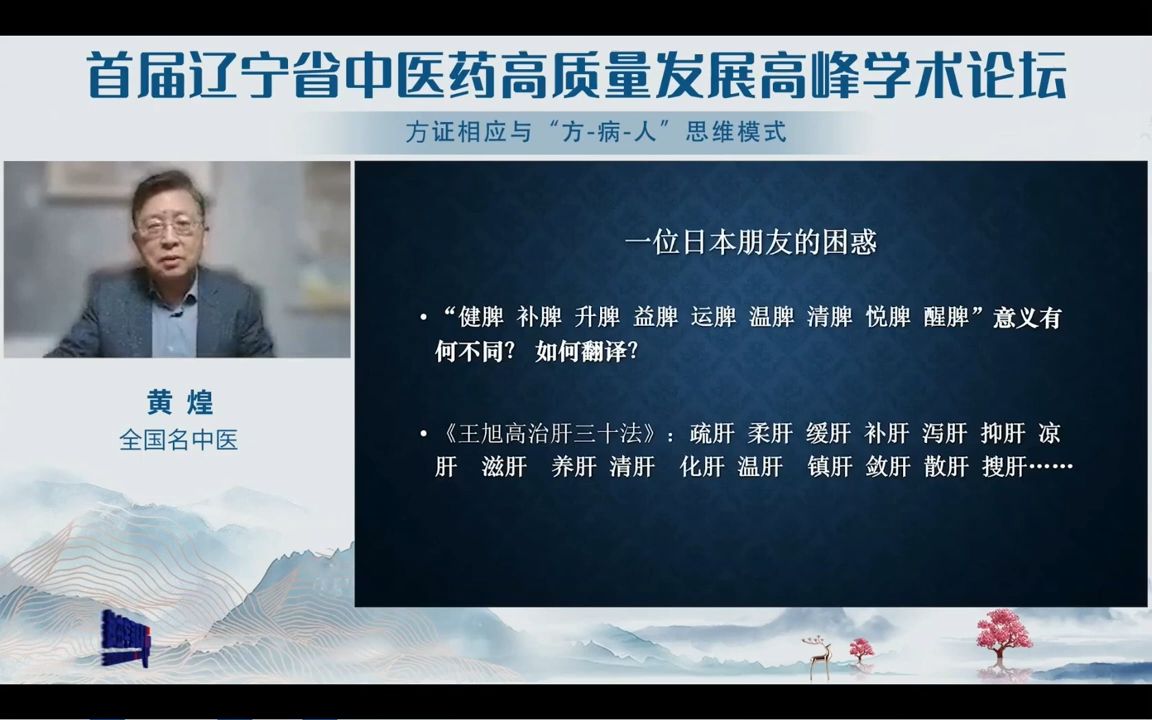 首届辽宁省中医药高质量发展高峰学术论坛
方证相应与“方-病-人”思维模式
黄 煌
全国名中医
一位日本朋友的困惑
• “健脾 补脾 升脾 益脾 运脾 温脾 清脾 悦脾 醒脾”意义有
何不同？ 如何翻译？
• 《王旭高治肝三十法》：疏肝 柔肝 缓肝 补肝 泻肝 抑肝 凉
肝 滋肝 养肝 清肝 化肝 温肝 镇肝 敛肝 散肝 搜肝……